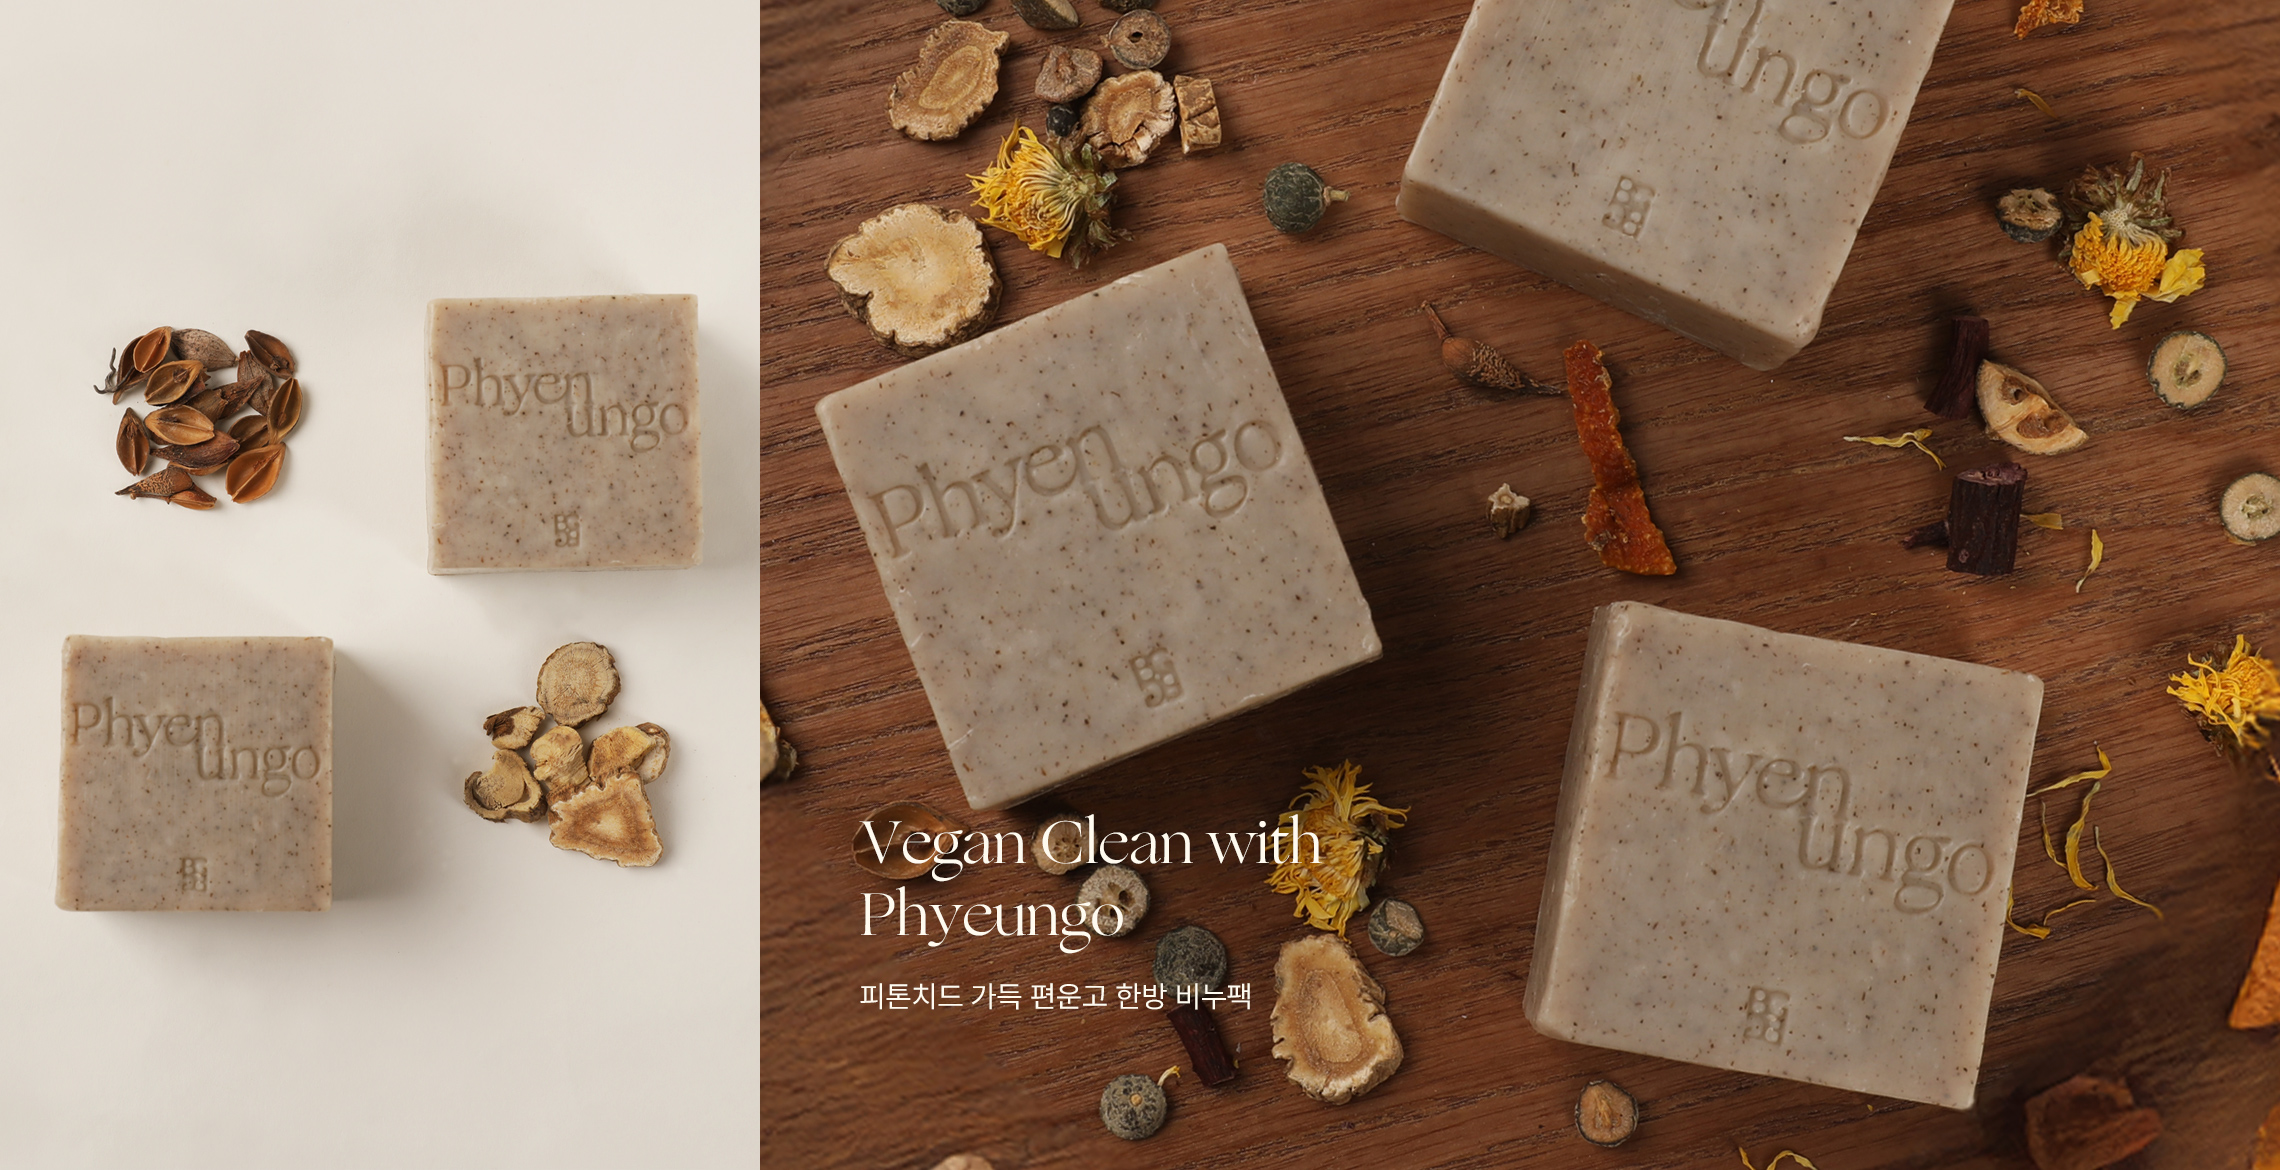 Phyen
ungo
Phyen
ungo
ungo
Phyen
ungo
Phyen
ungo
Vegan Clean with
Phyeungo
피톤치드 가득 편운고 한방 비누팩